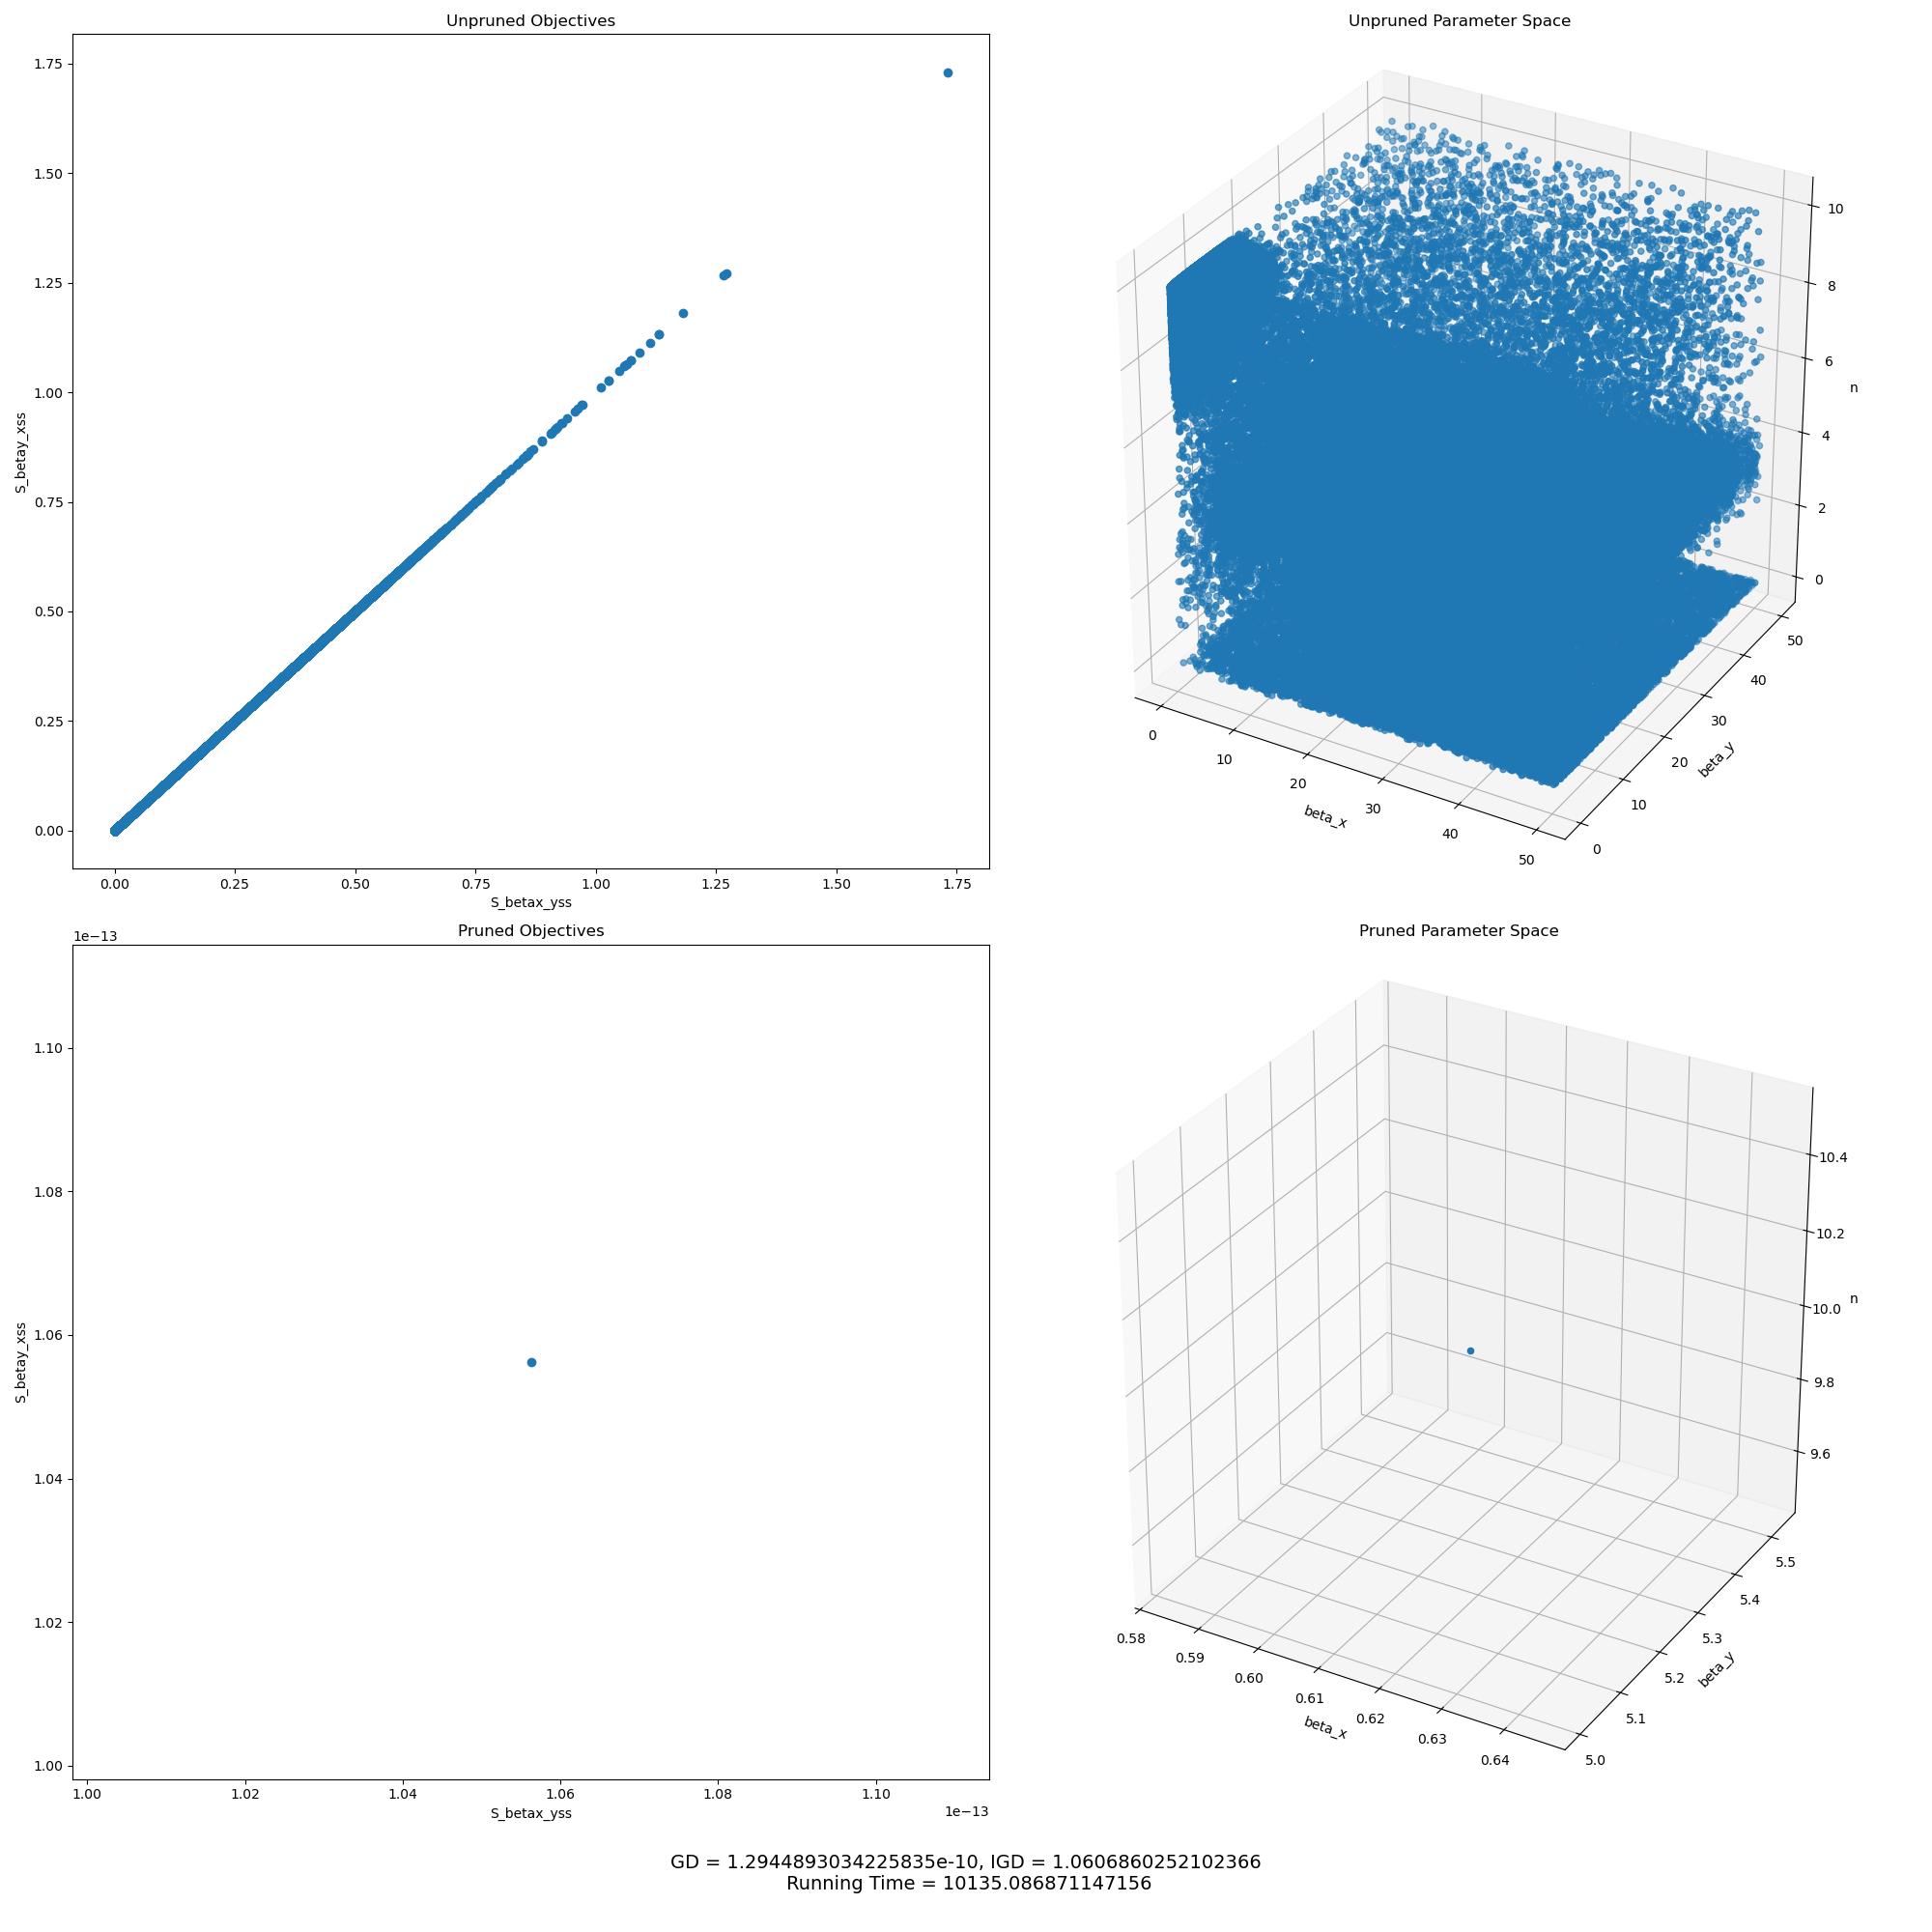 Unpruned Objectives
1.75
1.50
1.25
1.00
0.75
0.50
0.25
0.00
S_betay_xss
0.00 0.25 0.50 0.75 1.00 1.25 1.50 1.75
S_betax_yss
Unpruned Parameter Space
10
8
6
4
2
0
n
0 10 20 30 40 50
beta_x
0 10 20 30 40 50
beta_y
Pruned Objectives
1e−13
1.10
1.08
1.06
1.04
1.02
1.00
S_betay_xss
1.00 1.02 1.04 1.06 1.08 1.10
1e−13
S_betax_yss
Pruned Parameter Space
10.4
10.2
10.0
9.8
9.6
n
0.58 0.59 0.60 0.61 0.62 0.63 0.64
beta_x
5.0 5.1 5.2 5.3 5.4 5.5
beta_y
GD = 1.2944893034225835e-10, IGD = 1.0606860252102366
Running Time = 10135.086871147156